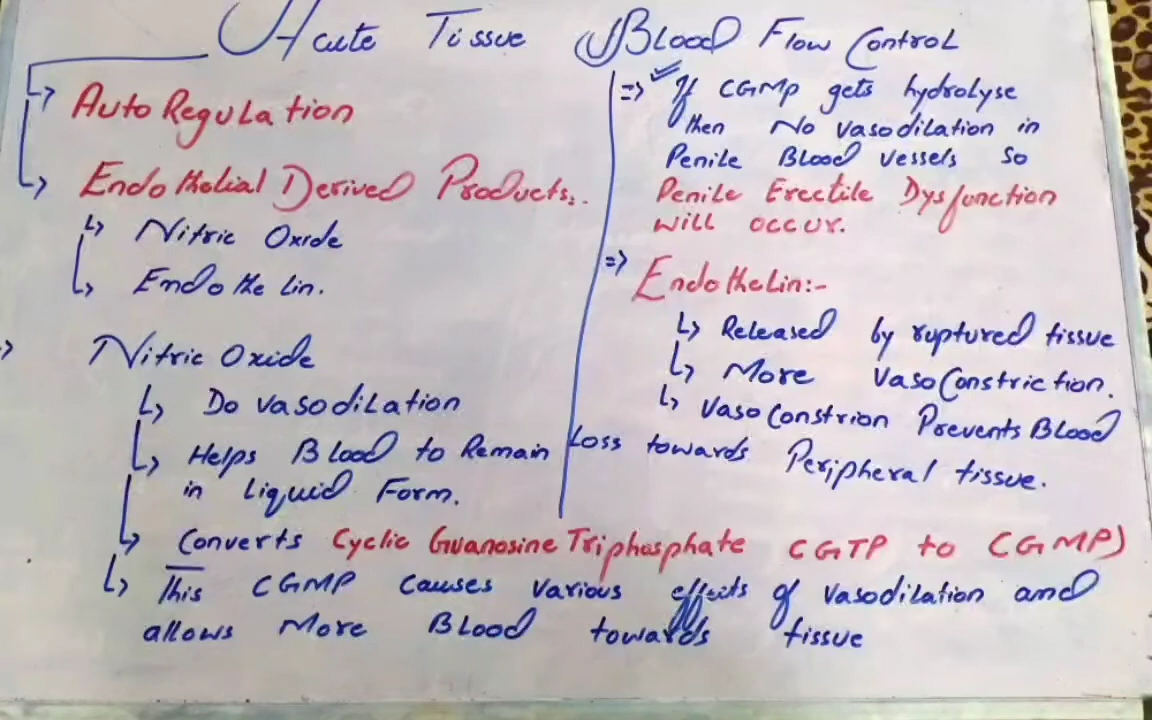 Acute Tissue Blood Flow Control
↳ Auto Regulation
↳ Endothelial Derived Products:.
↳ Nitric Oxide
↳ Endothelin.
Nitric Oxide
↳ Do vasodilation
↳ Helps Blood to Remain
in Liquid Form.
↳ Converts Cyclic Guanosine Triphosphate CGTP to CGMP)
↳ This CGMP causes various effects of vasodilation and
allows More Blood towards tissue
=> If CGMP gets hydrolyse
then No vasodilation in
Penile Blood vessels so
Penile Erectile Dysfunction
will occur.
=> Endothelin:-
↳ Released by ruptured tissue
↳ More VasoConstriction.
↳ VasoConstrion Prevents Blood
Loss towards Peripheral tissue.